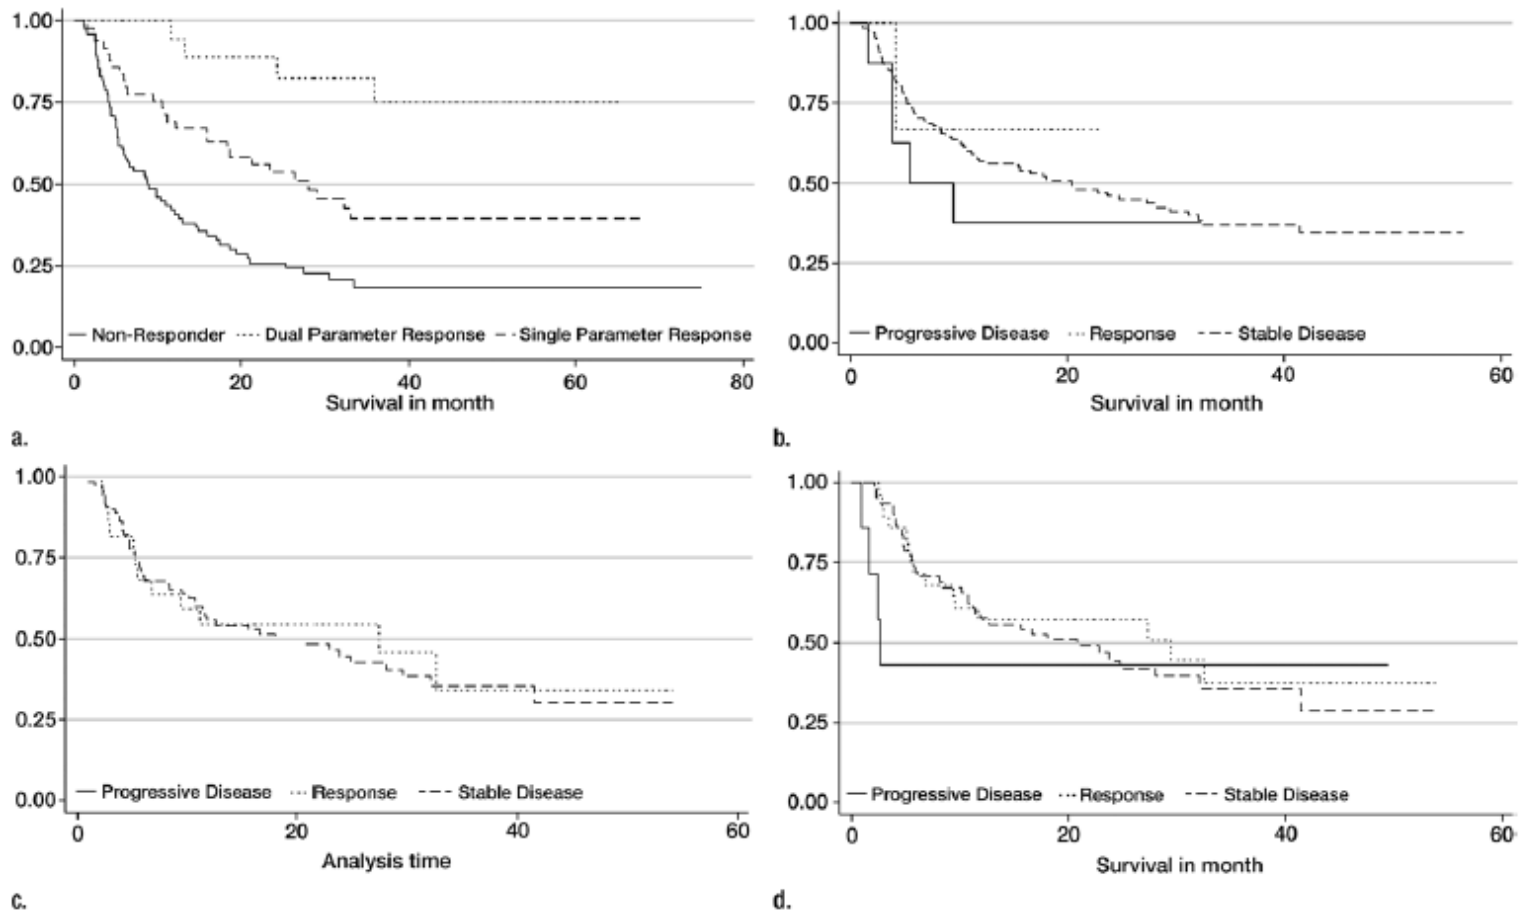 1.00
0.75
0.50
0.25
0.00
Non-Responder Dual Parameter Response Single Parameter Response
0 20 40 60 80
Survival in month
a.
1.00
0.75
0.50
0.25
0.00
Progressive Disease Response Stable Disease
0 20 40 60
Survival in month
b.
1.00
0.75
0.50
0.25
0.00
Progressive Disease Response Stable Disease
0 20 40 60
Analysis time
c.
1.00
0.75
0.50
0.25
0.00
Progressive Disease Response Stable Disease
0 20 40 60
Survival in month
d.